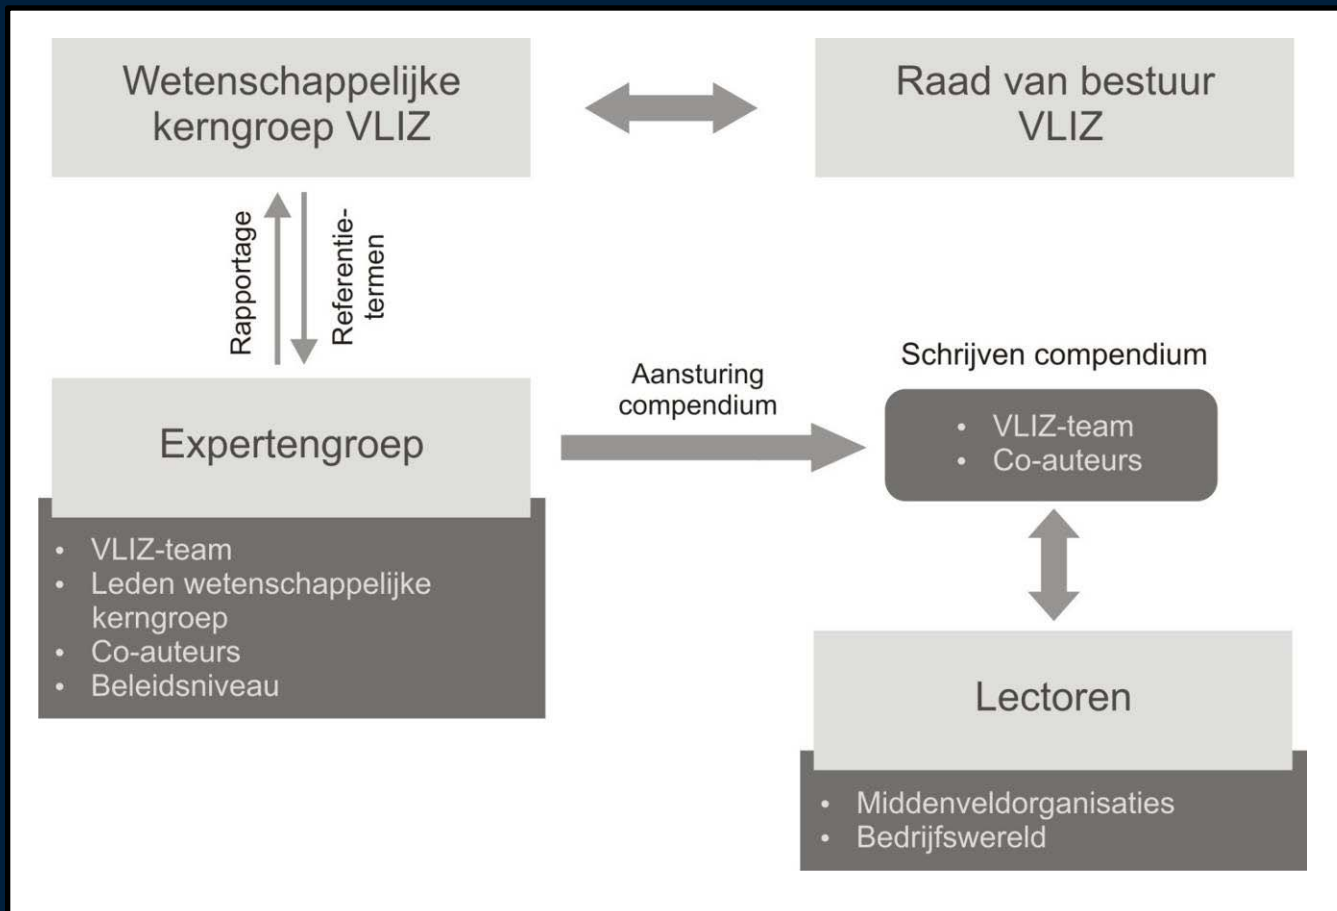 Wetenschappelijke
kerngroep VLIZ
Raad van bestuur
VLIZ
Rapportage
Referentie-
termen
Expertengroep
• VLIZ-team
• Leden wetenschappelijke
kerngroep
• Co-auteurs
• Beleidsniveau
Aansturing
compendium
Schrijven compendium
• VLIZ-team
• Co-auteurs
Lectoren
• Middenveldorganisaties
• Bedrijfswereld